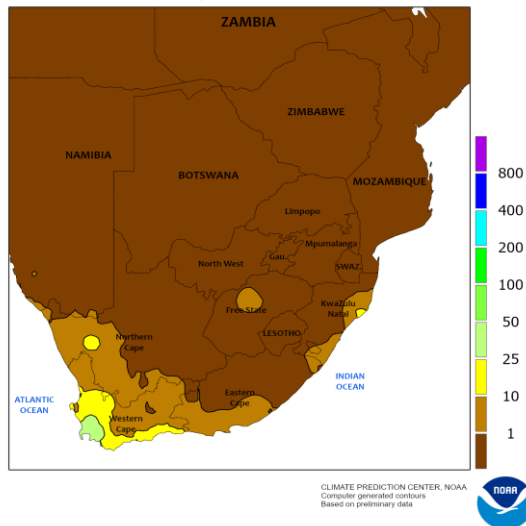 ZAMBIA
ZIMBABWE
NAMIBIA
BOTSWANA
MOZAMBIQUE
Limpopo
Mpumalanga
North West
Gau.
SWAZ.
Free State
KwaZulu
Natal
LESOTHO
Northern
Cape
Eastern
Cape
Western
Cape
ATLANTIC
OCEAN
INDIAN
OCEAN
800
400
200
100
50
25
10
1
CLIMATE PREDICTION CENTER, NOAA
Computer generated contours
Based on preliminary data
NOAA